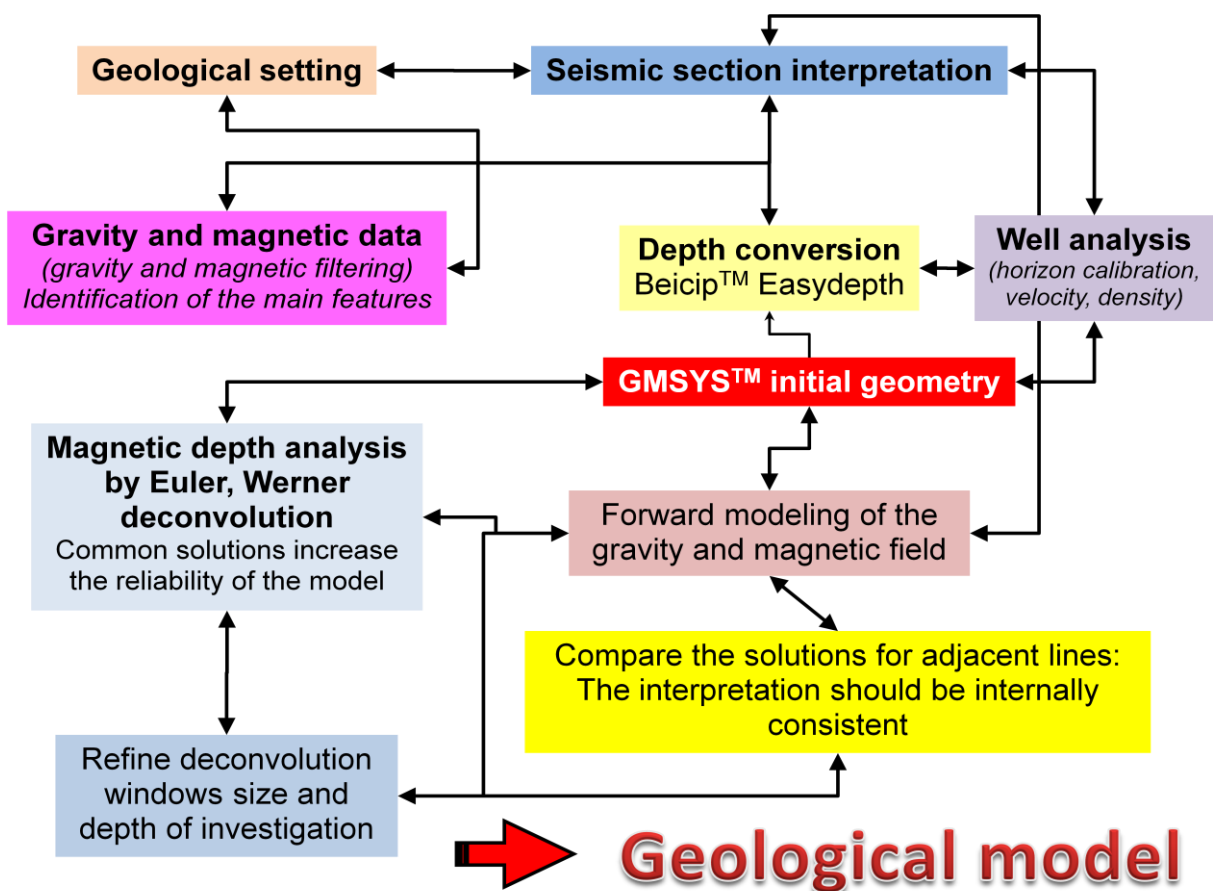 Geological setting
Seismic section interpretation
Gravity and magnetic data
(gravity and magnetic filtering)
Identification of the main features
Depth conversion
Beicip™ Easydepth
Well analysis
(horizon calibration,
velocity, density)
GMSYS™ initial geometry
Magnetic depth analysis
by Euler, Werner
deconvolution
Common solutions increase
the reliability of the model
Forward modeling of the
gravity and magnetic field
Compare the solutions for adjacent lines:
The interpretation should be internally
consistent
Refine deconvolution
windows size and
depth of investigation
Geological model